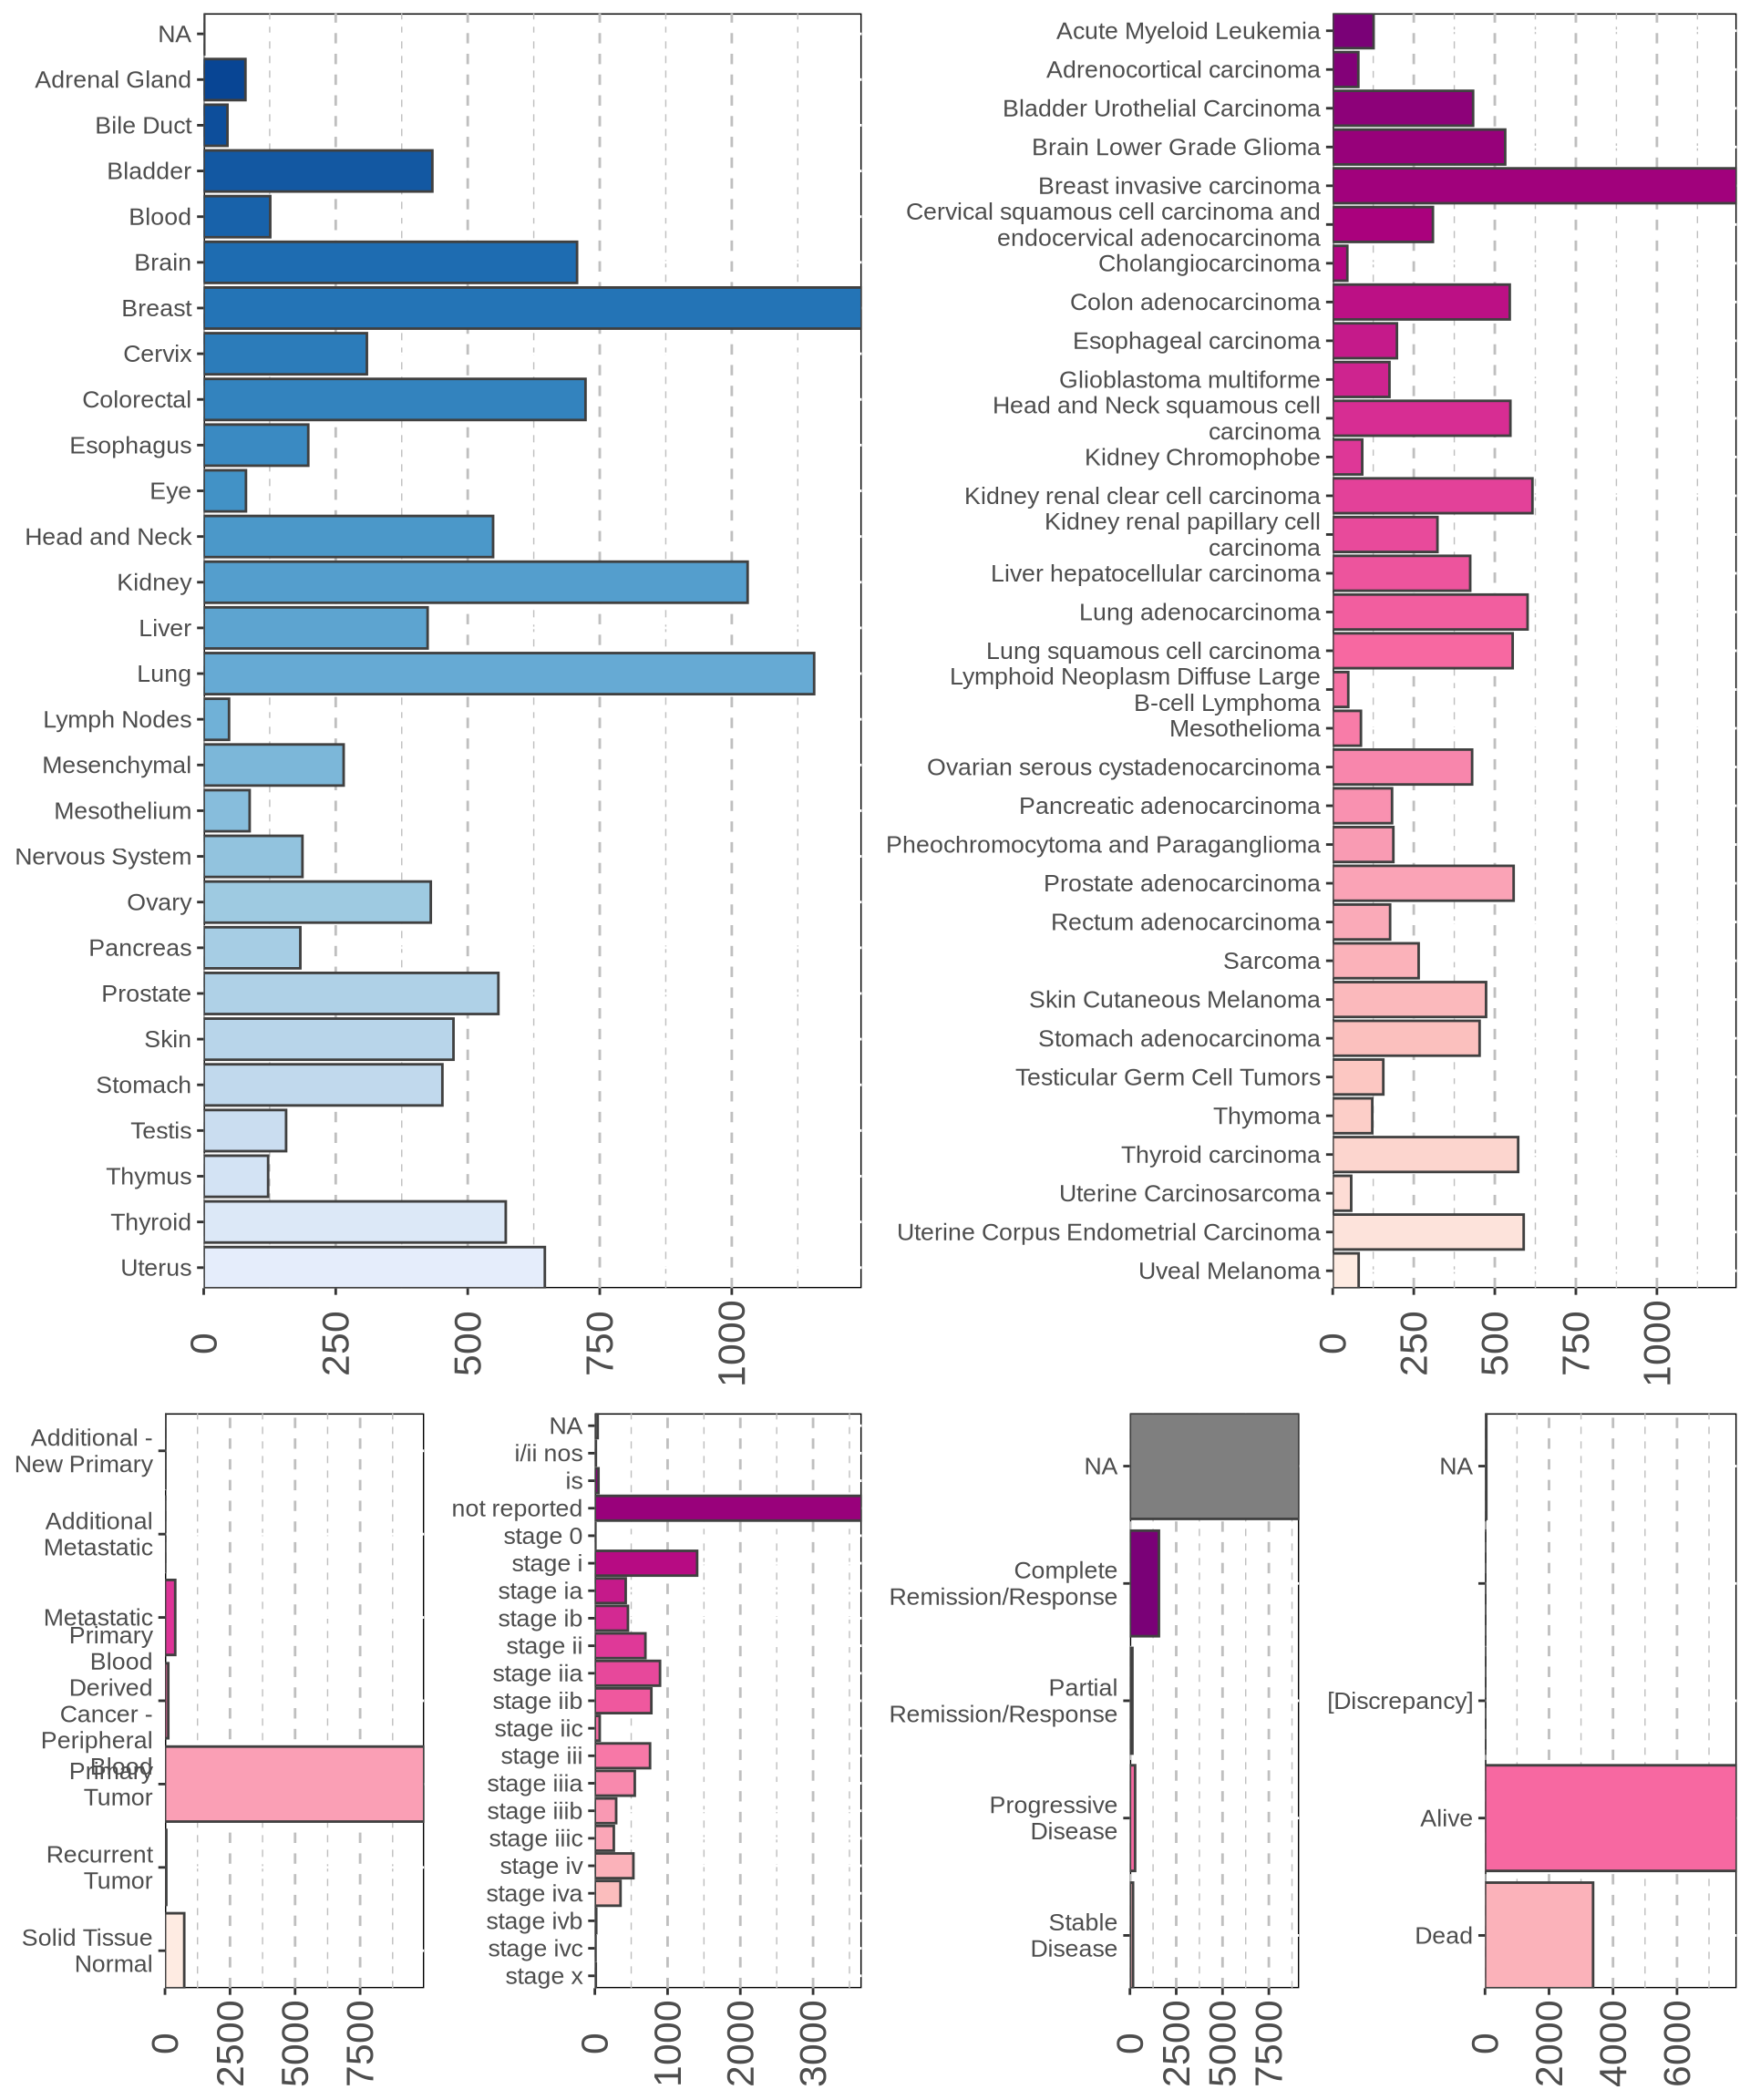 NA
Adrenal Gland
Bile Duct
Bladder
Blood
Brain
Breast
Cervix
Colorectal
Esophagus
Eye
Head and Neck
Kidney
Liver
Lung
Lymph Nodes
Mesenchymal
Mesothelium
Nervous System
Ovary
Pancreas
Prostate
Skin
Stomach
Testis
Thymus
Thyroid
Uterus
0
250
500
750
1000
Acute Myeloid Leukemia
Adrenocortical carcinoma
Bladder Urothelial Carcinoma
Brain Lower Grade Glioma
Breast invasive carcinoma
Cervical squamous cell carcinoma and
endocervical adenocarcinoma
Cholangiocarcinoma
Colon adenocarcinoma
Esophageal carcinoma
Glioblastoma multiforme
Head and Neck squamous cell
carcinoma
Kidney Chromophobe
Kidney renal clear cell carcinoma
Kidney renal papillary cell
carcinoma
Liver hepatocellular carcinoma
Lung adenocarcinoma
Lung squamous cell carcinoma
Lymphoid Neoplasm Diffuse Large
B-cell Lymphoma
Mesothelioma
Ovarian serous cystadenocarcinoma
Pancreatic adenocarcinoma
Pheochromocytoma and Paraganglioma
Prostate adenocarcinoma
Rectum adenocarcinoma
Sarcoma
Skin Cutaneous Melanoma
Stomach adenocarcinoma
Testicular Germ Cell Tumors
Thymoma
Thyroid carcinoma
Uterine Carcinosarcoma
Uterine Corpus Endometrial Carcinoma
Uveal Melanoma
0
250
500
750
1000
Additional -
New Primary
Additional
Metastatic
Metastatic
Primary
Blood
Derived
Cancer -
Peripheral
Blood
Primary
Tumor
Recurrent
Tumor
Solid Tissue
Normal
0
2500
5000
7500
NA
i/ii nos
is
not reported
stage 0
stage i
stage ia
stage ib
stage ii
stage iia
stage iib
stage iic
stage iii
stage iiia
stage iiib
stage iiic
stage iv
stage iva
stage ivb
stage ivc
stage x
0
1000
2000
3000
NA
Complete
Remission/Response
Partial
Remission/Response
Progressive
Disease
Stable
Disease
0
2500
5000
7500
NA
[Discrepancy]
Alive
Dead
0
2000
4000
6000